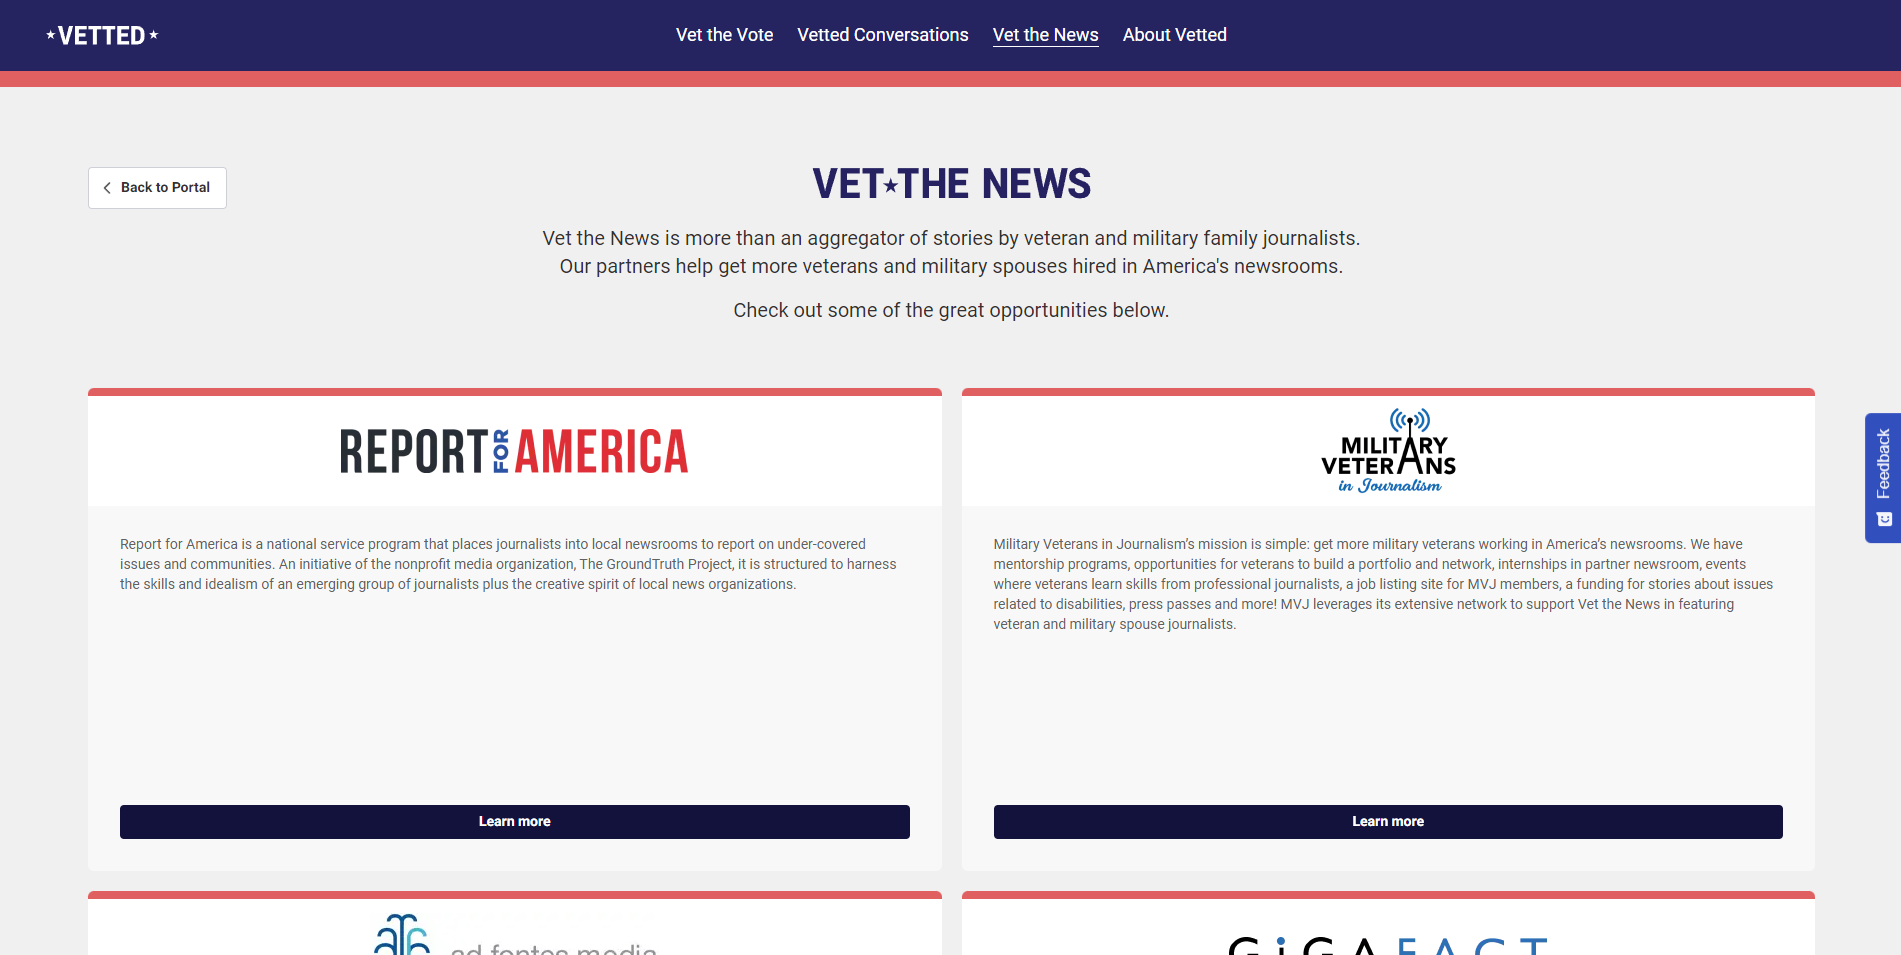 VETTED
Vet the Vote
Vetted Conversations
Vet the News
About Vetted
Back to Portal
VET★THE NEWS
Vet the News is more than an aggregator of stories by veteran and military family journalists.
Our partners help get more veterans and military spouses hired in America's newsrooms.
Check out some of the great opportunities below.
REPORT FOR AMERICA
Report for America is a national service program that places journalists into local newsrooms to report on under-covered
issues and communities. An initiative of the nonprofit media organization, The GroundTruth Project, it is structured to harness
the skills and idealism of an emerging group of journalists plus the creative spirit of local news organizations.
Learn more
MILITARY
VETERANS
in Journalism
Military Veterans in Journalism’s mission is simple: get more military veterans working in America’s newsrooms. We have
mentorship programs, opportunities for veterans to build a portfolio and network, internships in partner newsroom, events
where veterans learn skills from professional journalists, a job listing site for MVJ members, a funding for stories about issues
related to disabilities, press passes and more! MVJ leverages its extensive network to support Vet the News in featuring
veteran and military spouse journalists.
Learn more
Feedback
ad fontes media
GiGAFACT